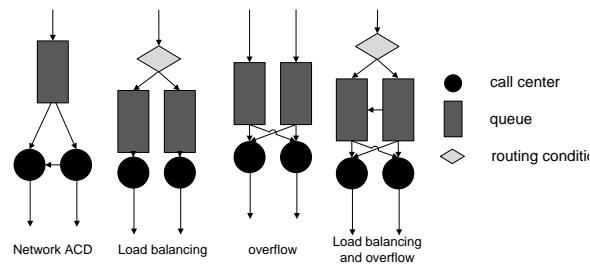 call center
queue
routing conditi
Network ACD
Load balancing
overflow
Load balancing
and overflow